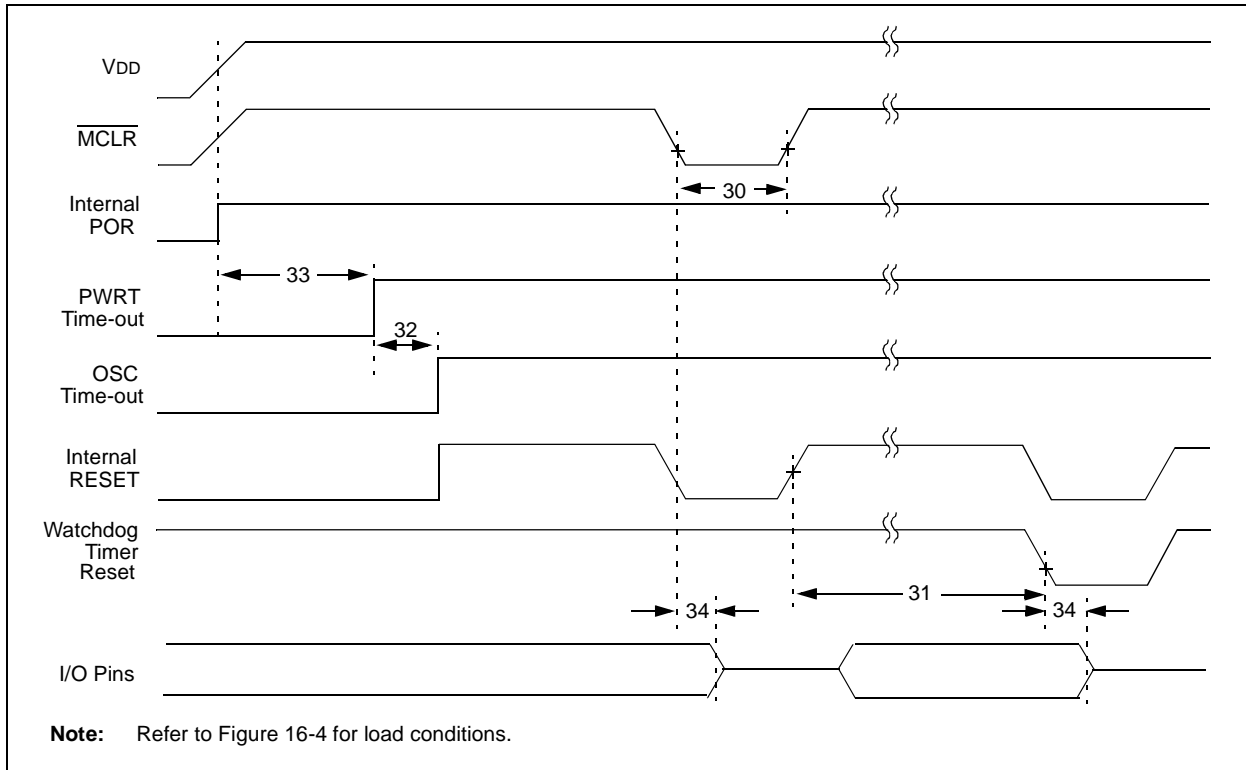 VDD
MCLR
30
Internal
POR
33
PWRT
Time-out
32
OSC
Time-out
Internal
RESET
Watchdog
Timer
Reset
31
34
34
I/O Pins
Note: Refer to Figure 16-4 for load conditions.